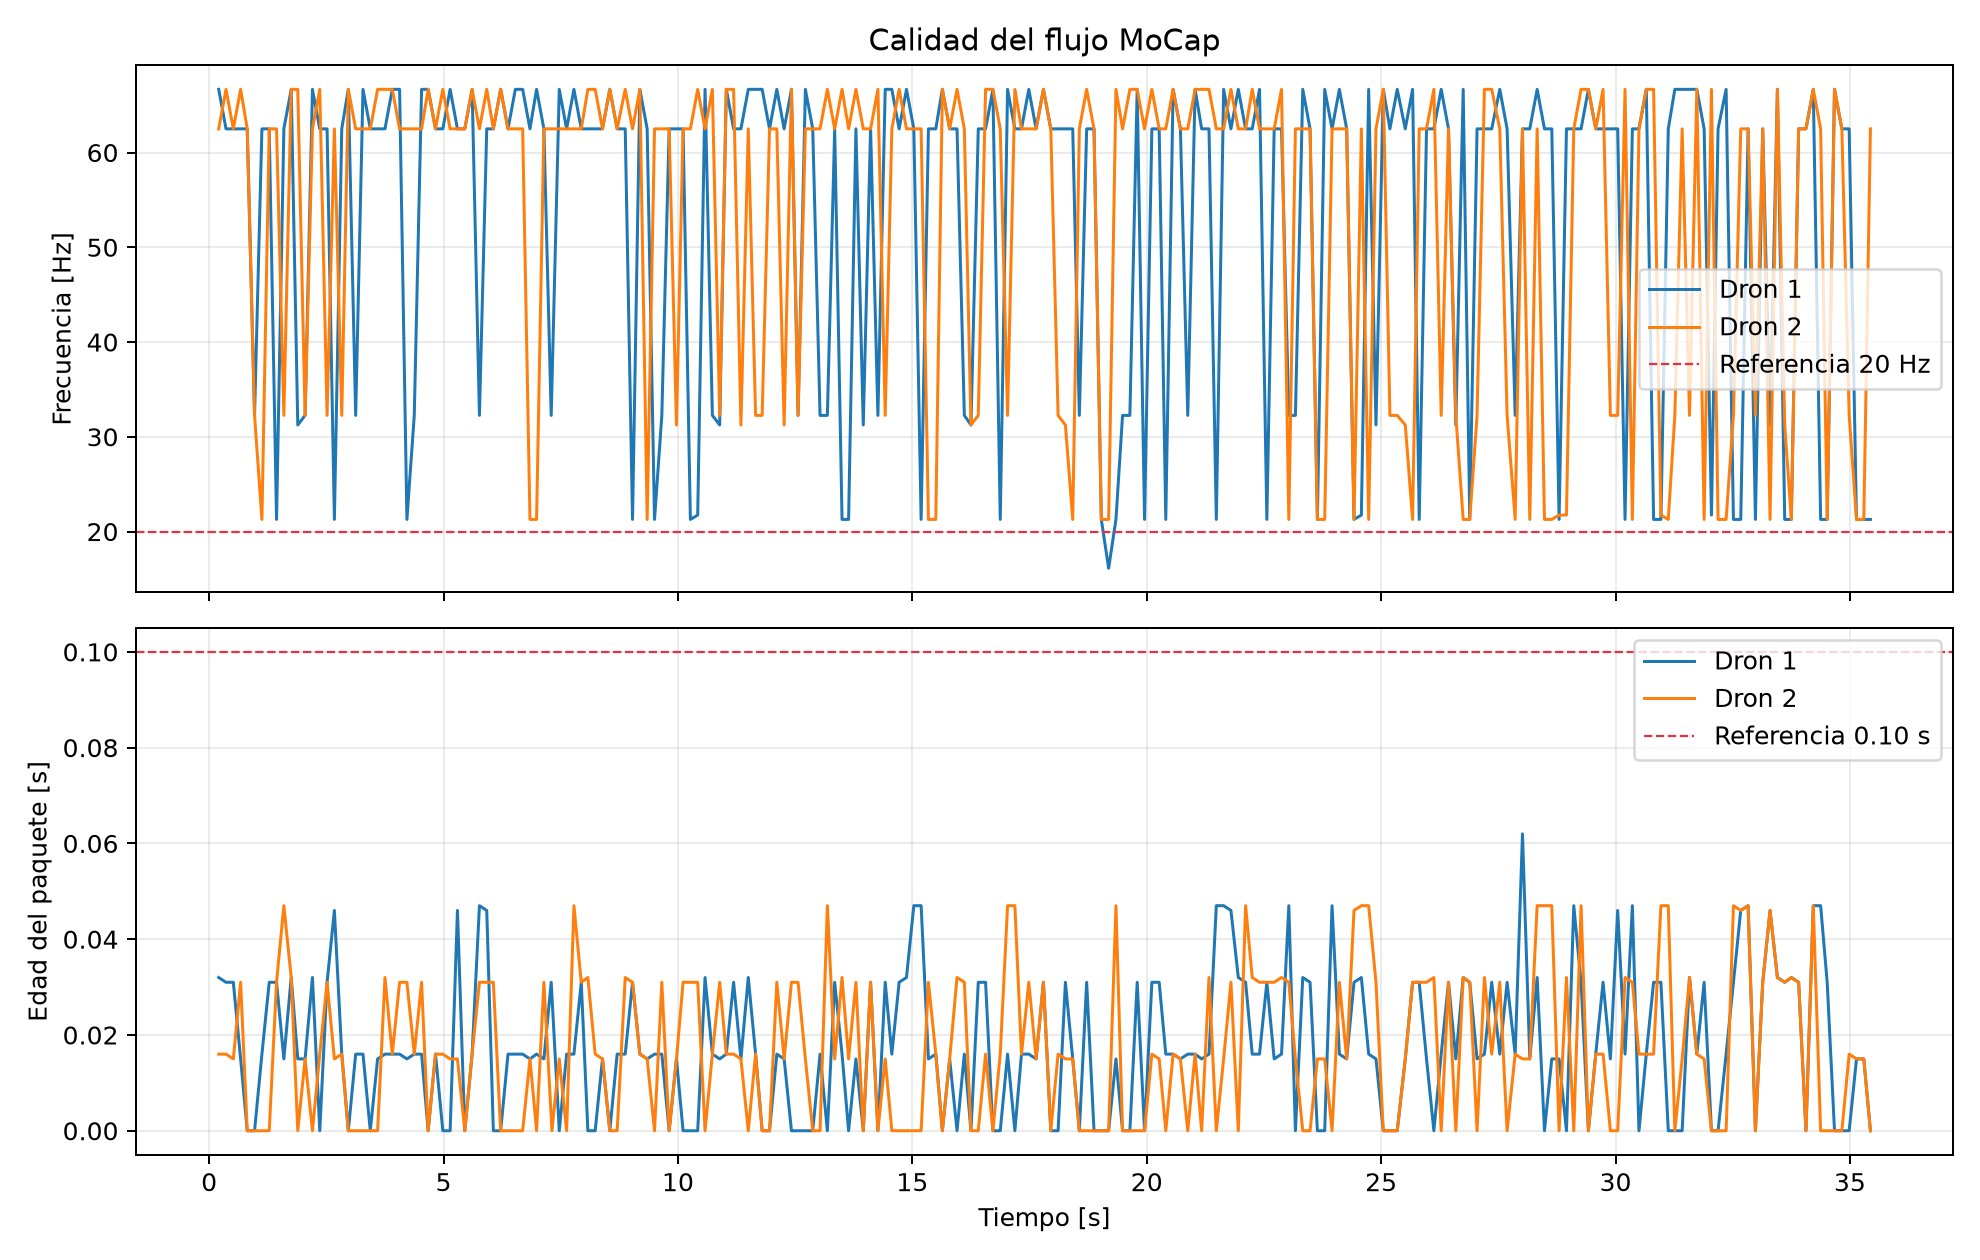 Calidad del flujo MoCap
Frecuencia [Hz]
60
50
40
30
20
Dron 1
Dron 2
Referencia 20 Hz
Edad del paquete [s]
0.10
0.08
0.06
0.04
0.02
0.00
Dron 1
Dron 2
Referencia 0.10 s
0 5 10 15 20 25 30 35
Tiempo [s]